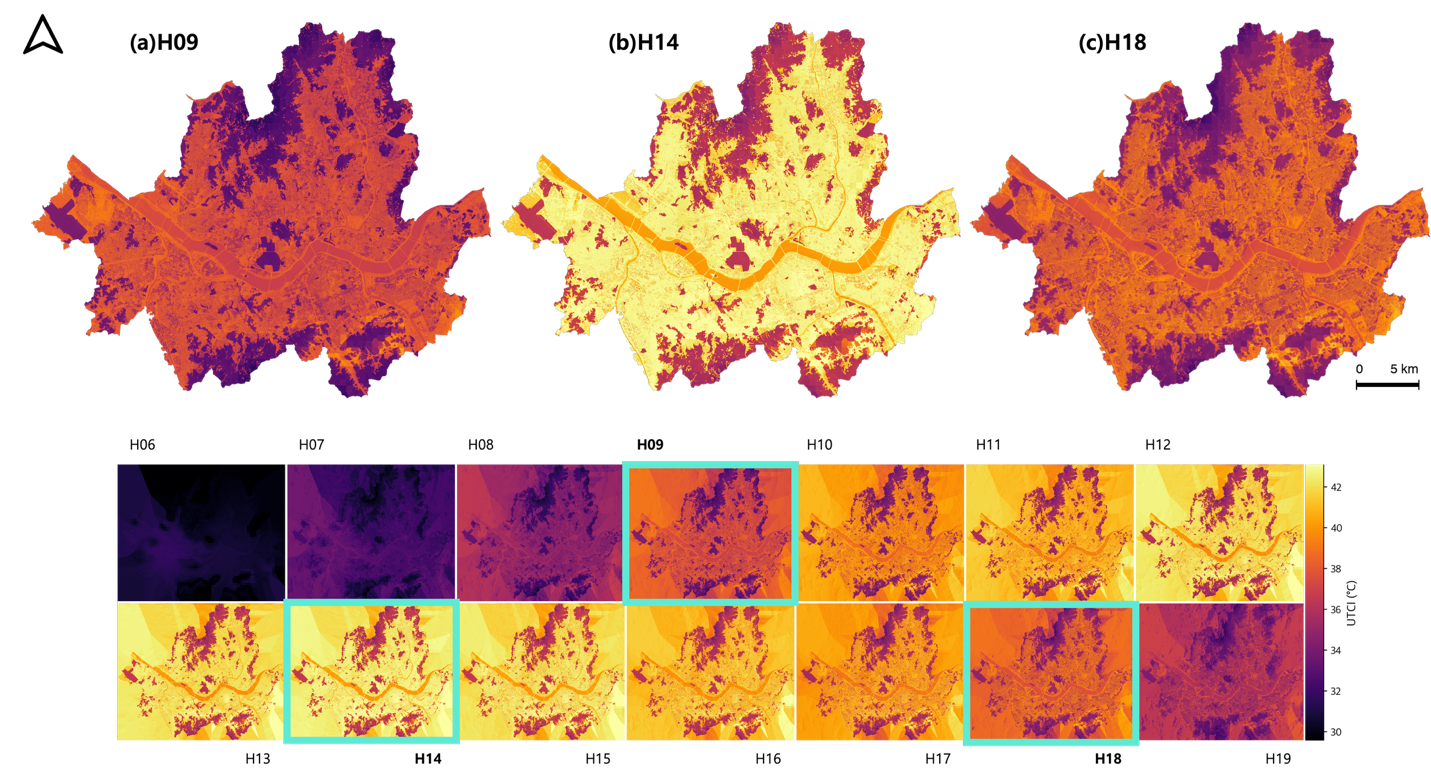 (a)H09
(b)H14
(c)H18
0 5 km
H06 H07 H08 H09 H10 H11 H12
42
40
38
36
34
32
30
UTCI (°C)
H13 H14 H15 H16 H17 H18 H19